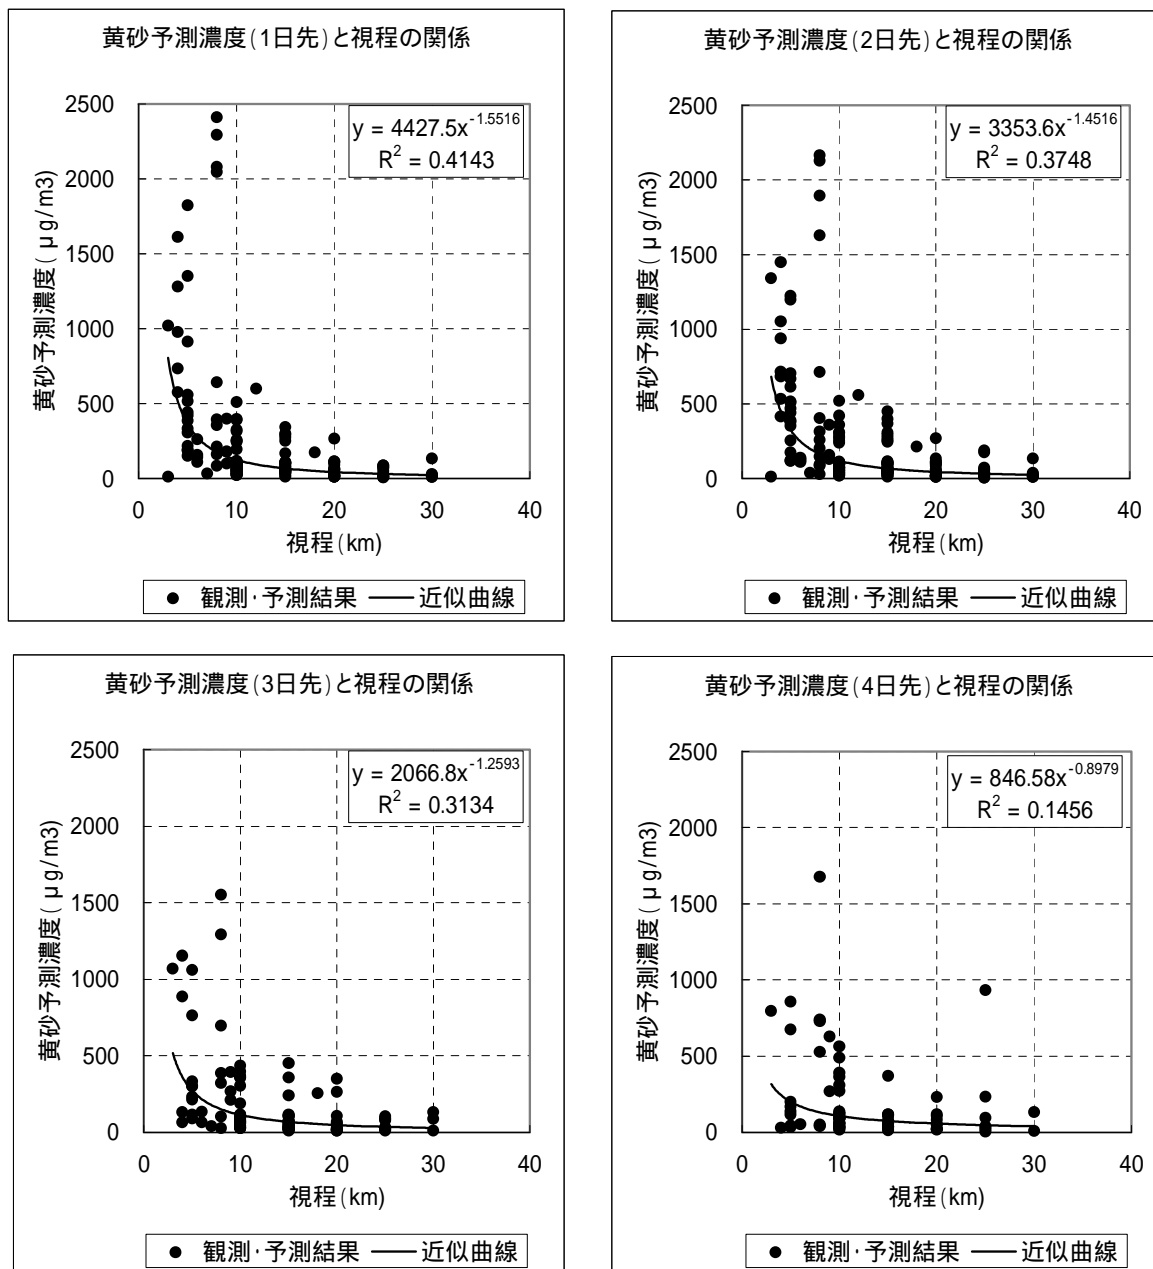 黄砂予測濃度(1日先)と視程の関係
y = 4427.5x^-1.5516
R² = 0.4143
黄砂予測濃度(μg/m3)
2500
2000
1500
1000
500
0
0 10 20 30 40
視程(km)
観測・予測結果 近似曲線
黄砂予測濃度(2日先)と視程の関係
y = 3353.6x^-1.4516
R² = 0.3748
黄砂予測濃度(μg/m3)
2500
2000
1500
1000
500
0
0 10 20 30 40
視程(km)
観測・予測結果 近似曲線
黄砂予測濃度(3日先)と視程の関係
y = 2066.8x^-1.2593
R² = 0.3134
黄砂予測濃度(μg/m3)
2500
2000
1500
1000
500
0
0 10 20 30 40
視程(km)
観測・予測結果 近似曲線
黄砂予測濃度(4日先)と視程の関係
y = 846.58x^-0.8979
R² = 0.1456
黄砂予測濃度(μg/m3)
2500
2000
1500
1000
500
0
0 10 20 30 40
視程(km)
観測・予測結果 近似曲線